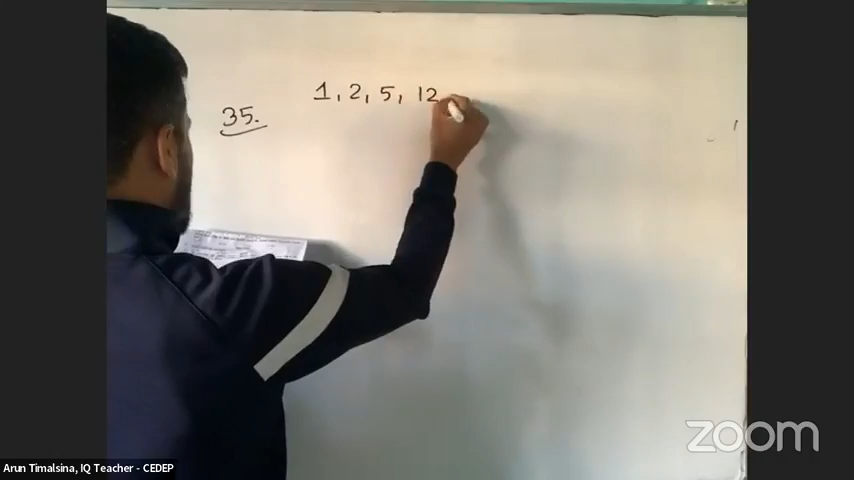 1, 2, 5, 12
35.
zoom
Arun Timalsina, IQ Teacher - CEDEP